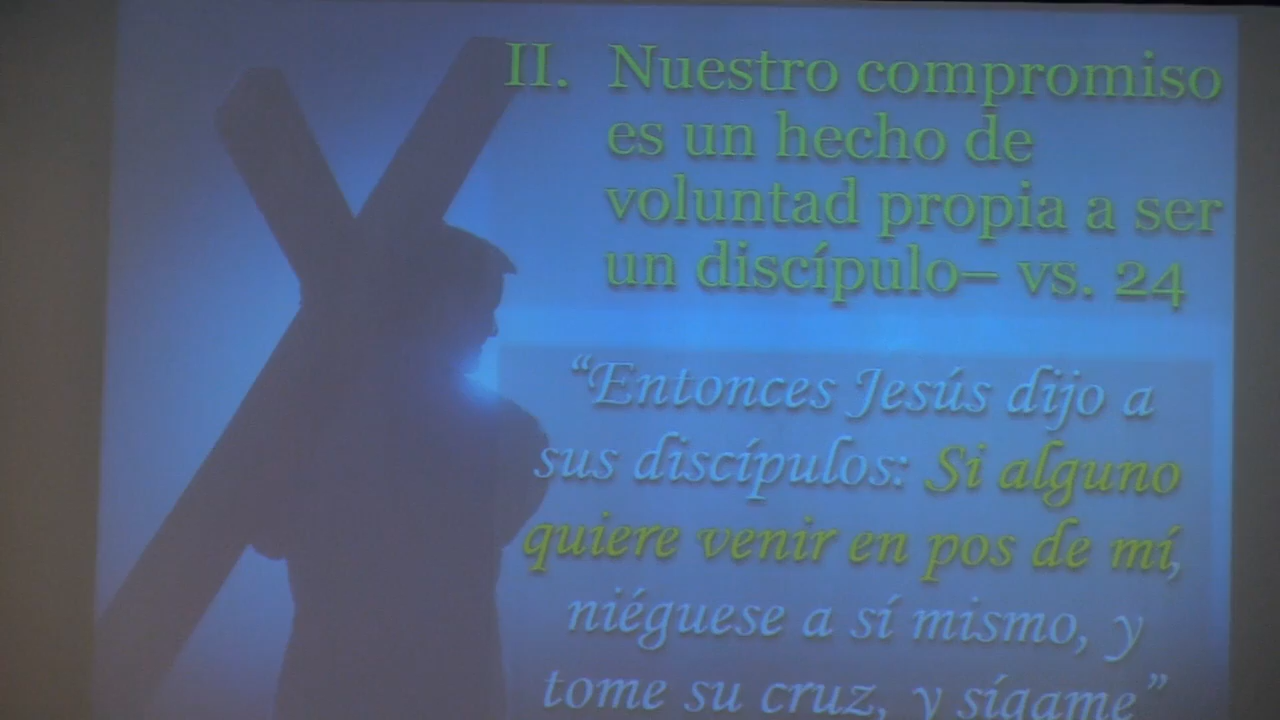 II. Nuestro compromiso
es un hecho de
voluntad propia a ser
un discípulo– vs. 24
“Entonces Jesús dijo a
sus discípulos: Si alguno
quiere venir en pos de mí,
niéguese a sí mismo, y
tome su cruz, y sígame”